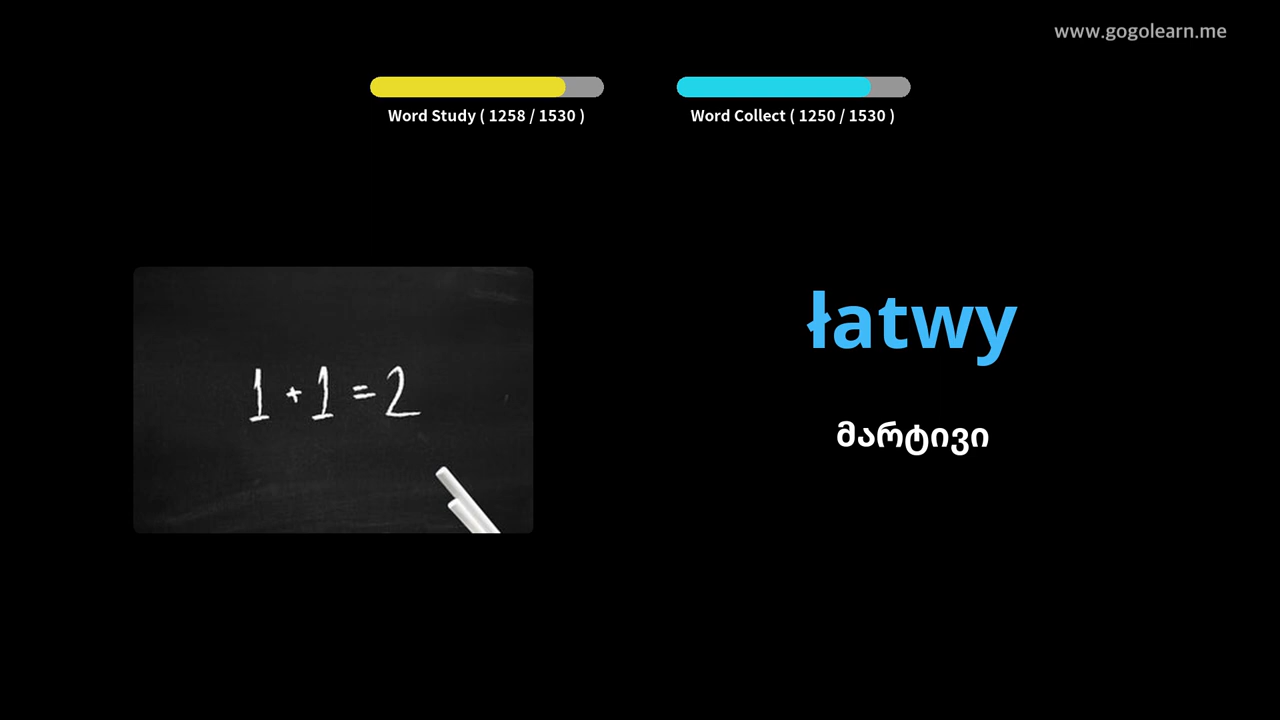 www.gogolearn.me
Word Study ( 1258 / 1530 )
Word Collect ( 1250 / 1530 )
1 + 1 = 2
łatwy
მარტივი